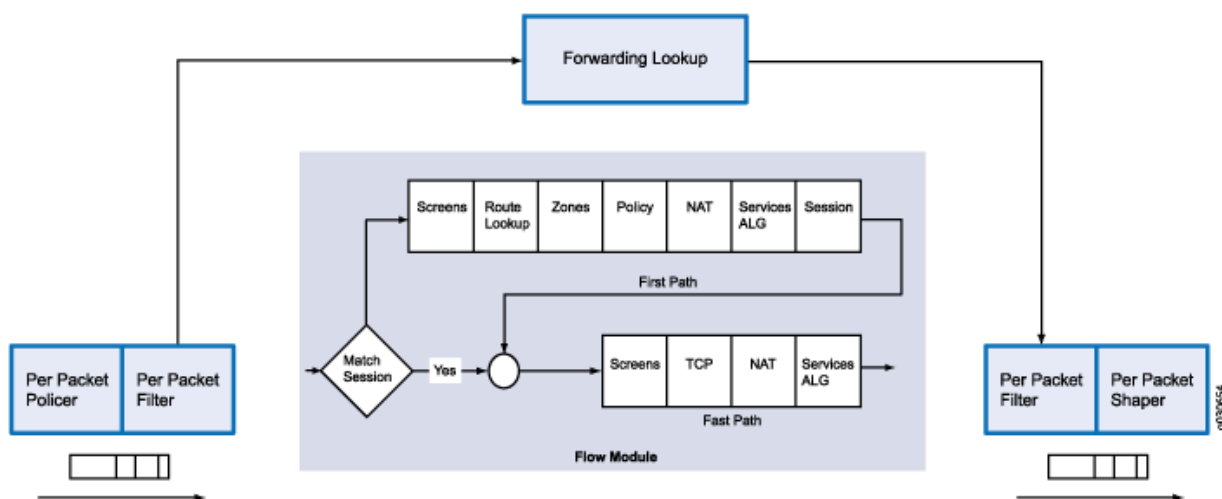 Forwarding Lookup
Screens
Route
Lookup
Zones
Policy
NAT
Services
ALG
Session
First Path
Match
Session
Yes
Screens
TCP
NAT
Services
ALG
Fast Path
Flow Module
Per Packet
Policer
Per Packet
Filter
Per Packet
Filter
Per Packet
Shaper
g030654